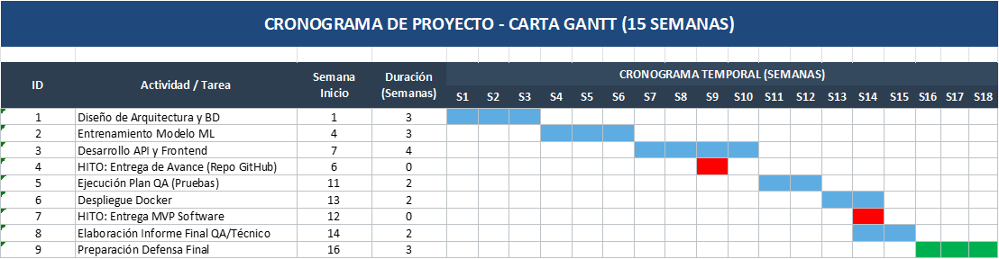 CRONOGRAMA DE PROYECTO - CARTA GANTT (15 SEMANAS)
ID Actividad / Tarea Semana Inicio Duración (Semanas) CRONOGRAMA TEMPORAL (SEMANAS)
S1 S2 S3 S4 S5 S6 S7 S8 S9 S10 S11 S12 S13 S14 S15 S16 S17 S18
1 Diseño de Arquitectura y BD 1 3
2 Entrenamiento Modelo ML 4 3
3 Desarrollo API y Frontend 7 4
4 HITO: Entrega de Avance (Repo GitHub) 6 0
5 Ejecución Plan QA (Pruebas) 11 2
6 Despliegue Docker 13 2
7 HITO: Entrega MVP Software 12 0
8 Elaboración Informe Final QA/Técnico 14 2
9 Preparación Defensa Final 16 3